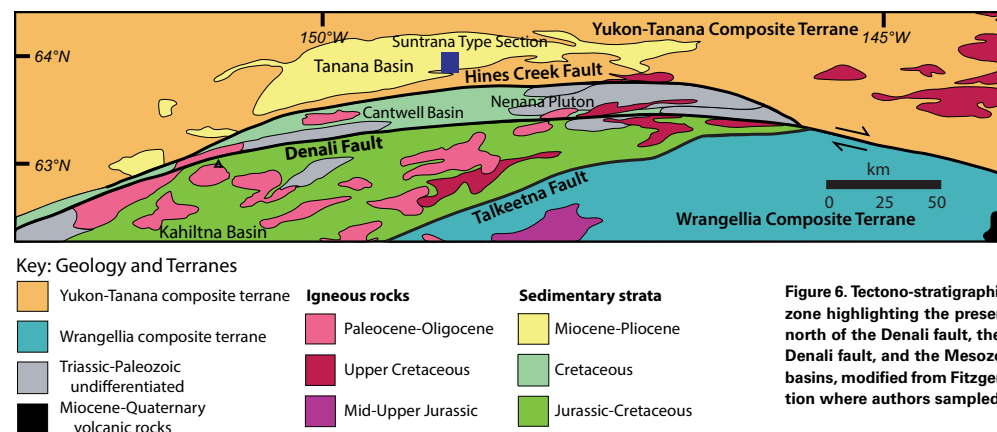 150°W
145°W
Yukon-Tanana Composite Terrane
64°N
Suntrana Type Section
Tanana Basin
Hines Creek Fault
Nenana Pluton
Cantwell Basin
Denali Fault
63°N
km
0 25 50
Talkeetna Fault
Wrangellia Composite Terrane
Kahiltna Basin
Key: Geology and Terranes
Yukon-Tanana composite terrane
Wrangellia composite terrane
Triassic-Paleozoic
undifferentiated
Miocene-Quaternary
volcanic rocks
Igneous rocks
Paleocene-Oligocene
Upper Cretaceous
Mid-Upper Jurassic
Sedimentary strata
Miocene-Pliocene
Cretaceous
Jurassic-Cretaceous
Figure 6. Tectono-stratigraphi
zone highlighting the presen
north of the Denali fault, the
Denali fault, and the Mesozo
basins, modified from Fitzger
tion where authors sampled